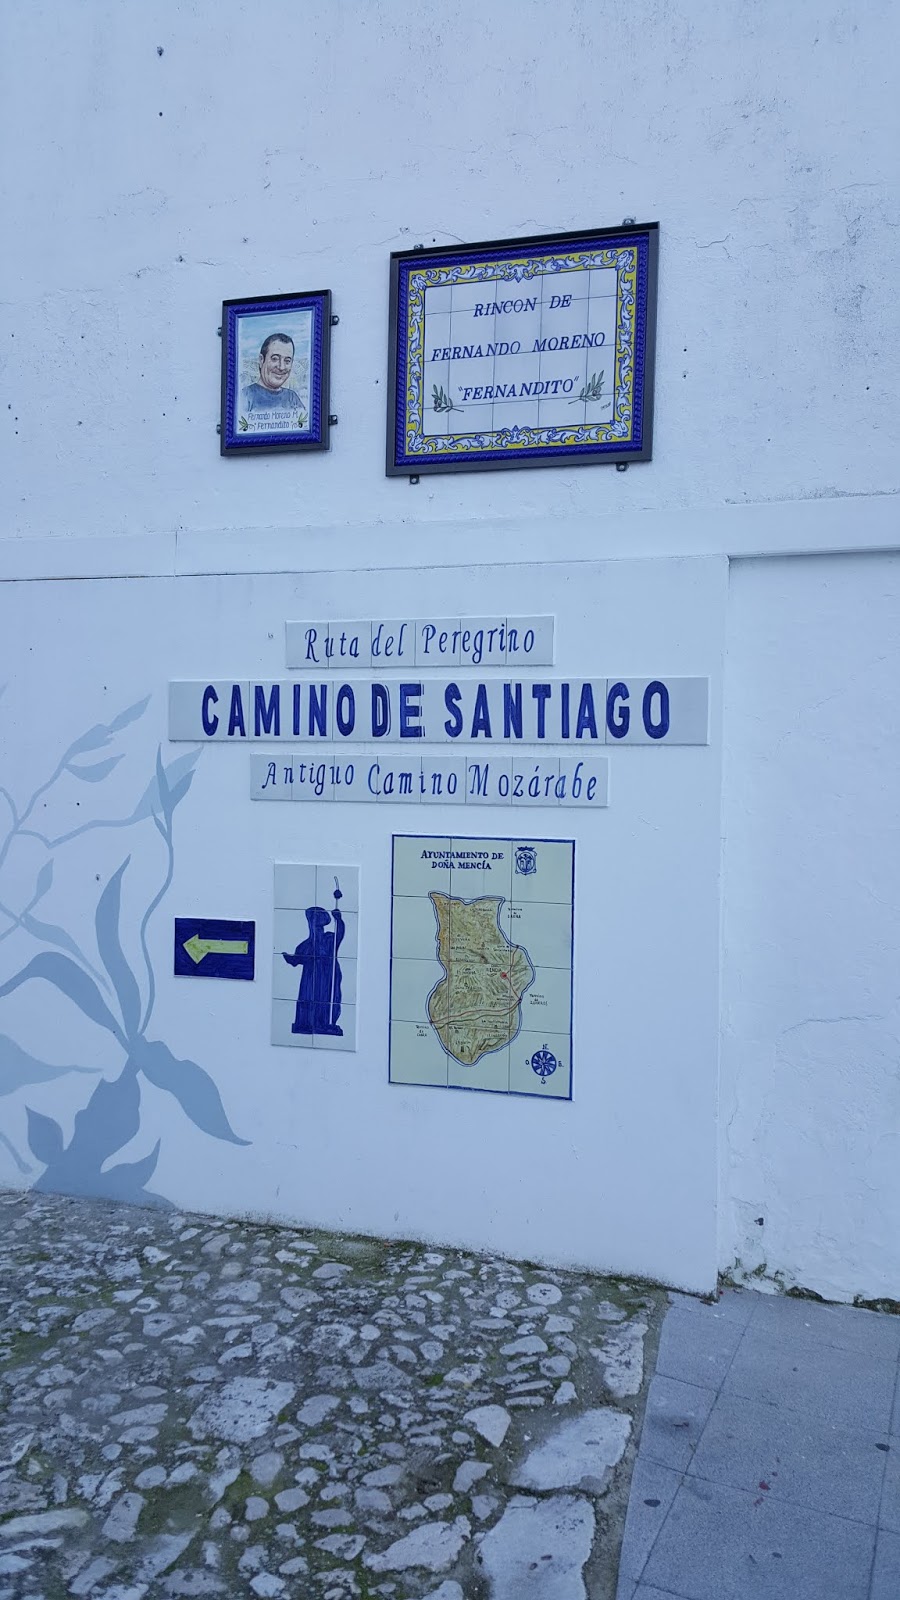 RINCON DE
FERNANDO MORENO
"FERNANDITO"
Fernando Moreno M.
Fernandito
Ruta del Peregrino
CAMINO DE SANTIAGO
Antiguo Camino Mozárabe
AYUNTAMIENTO DE
DOÑA MENCÍA
N
O
E
S